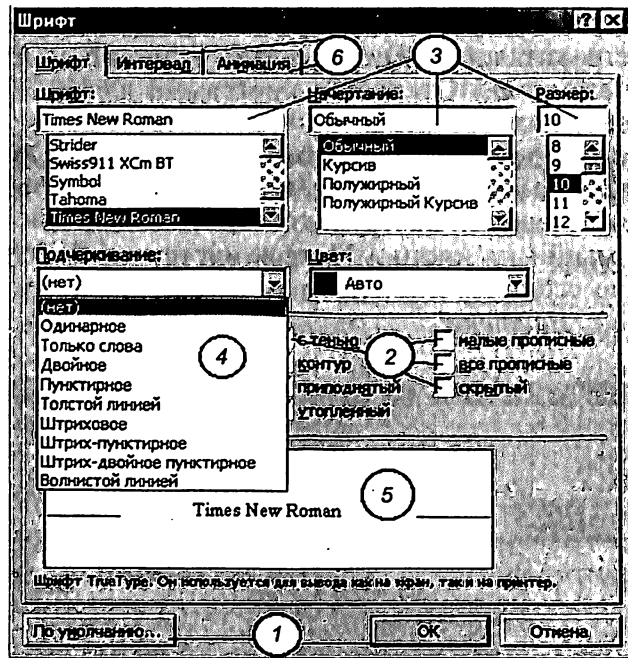 Шрифт
Шрифт Интервал Анимация 6 3
Шрифт: Начертание: Размер:
Times New Roman Обычный 10
Strider Обычный 8
Swiss911 XCm BT Курсив 9
Symbol Полужирный 10
Tahoma Полужирный Курсив 11
Times New Roman 12
Подчеркивание: Цвет:
(нет) Авто
(нет)
Одинарное
Только слова
Двойное
Пунктирное
Толстой линией
Штриховое
Штрих-пунктирное
Штрих-двойное пунктирное
Волнистой линией
4
с тенью 2 малые прописные
контур все прописные
приподнятый скрытый
утопленный
5
Times New Roman
Шрифт TrueType. Он используется для вывода как на экран, так и на принтер.
По умолчанию... 1 ОК Отмена